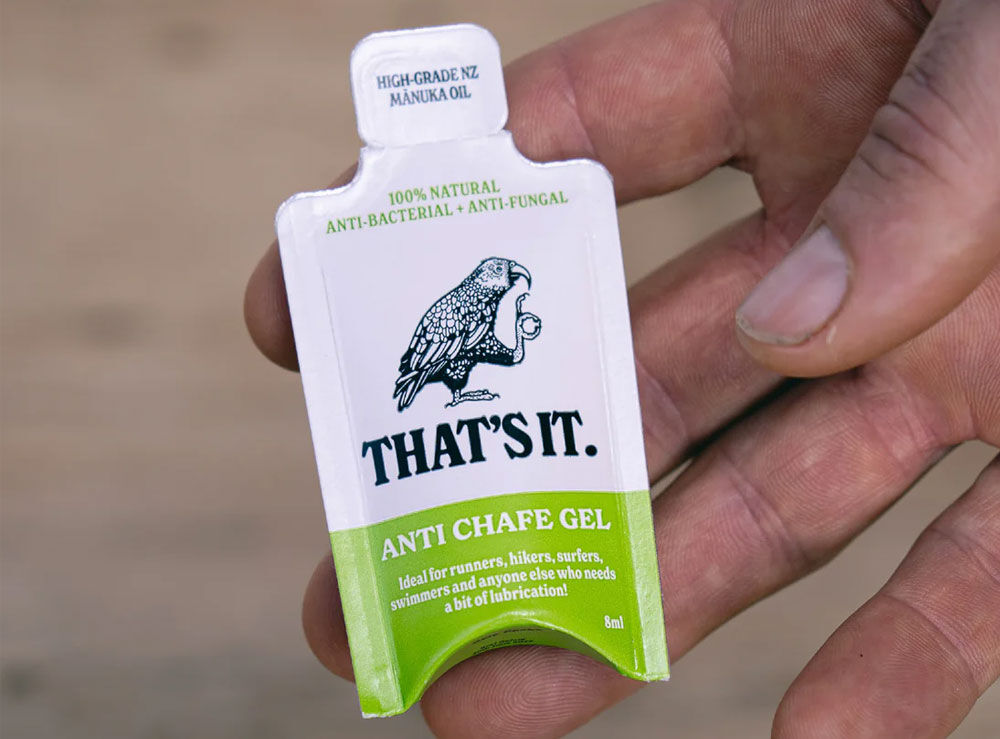 HIGH-GRADE NZ
MĀNUKA OIL
100% NATURAL
ANTI-BACTERIAL + ANTI-FUNGAL
THAT'S IT.
ANTI CHAFE GEL
Ideal for runners, hikers, surfers,
swimmers and anyone else who needs
a bit of lubrication!
8ml